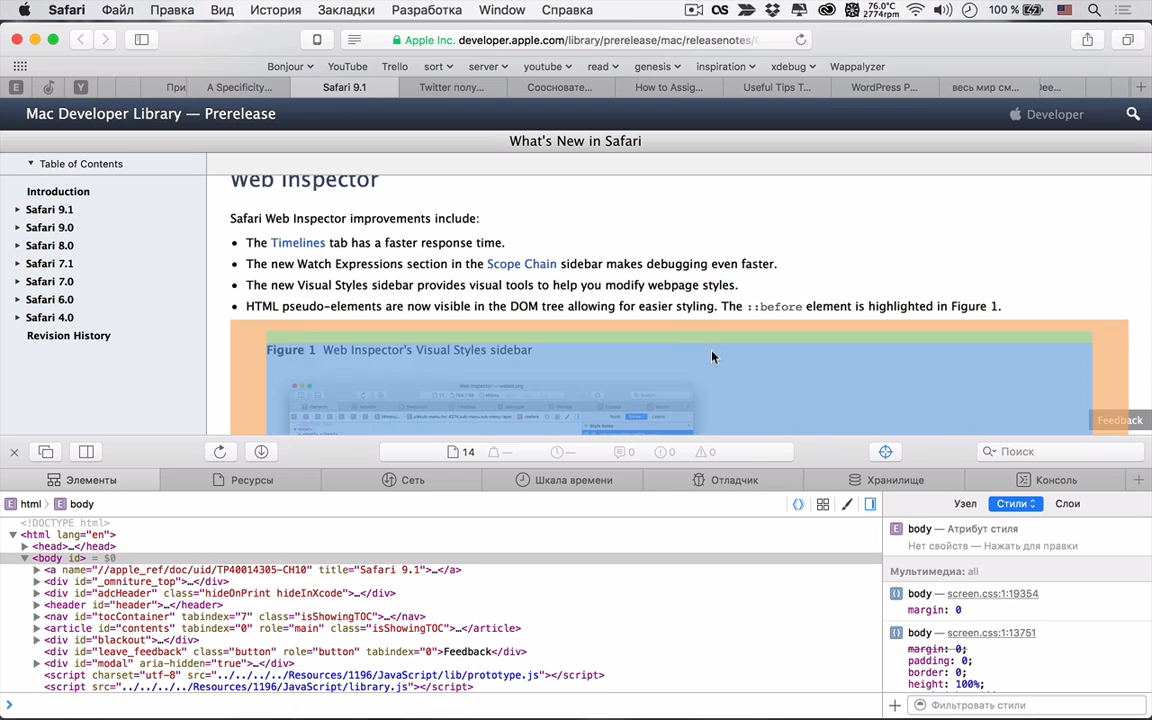 Safari Файл Правка Вид История Закладки Разработка Window Справка 76.0°C 2774rpm 100 %
Apple Inc. developer.apple.com/library/prerelease/mac/releasenotes/
Bonjour YouTube Trello sort server youtube read genesis inspiration xdebug Wappalyzer
E Y При A Specificity... Safari 9.1 Twitter полу... Сооснователь How to Assig... Useful Tips T... WordPress P... весь мир см...
Mac Developer Library — Prerelease Developer
What's New in Safari
Table of Contents
Introduction
Safari 9.1
Safari 9.0
Safari 8.0
Safari 7.1
Safari 7.0
Safari 6.0
Safari 4.0
Revision History
Web Inspector
Safari Web Inspector improvements include:
• The Timelines tab has a faster response time.
• The new Watch Expressions section in the Scope Chain sidebar makes debugging even faster.
• The new Visual Styles sidebar provides visual tools to help you modify webpage styles.
• HTML pseudo-elements are now visible in the DOM tree allowing for easier styling. The ::before element is highlighted in Figure 1.
Figure 1 Web Inspector's Visual Styles sidebar
Feedback
14 — — 0 0 0 Поиск
Элементы Ресурсы Сеть Шкала времени Отладчик Хранилище Консоль
E html E body Узел Стили Слои
<!DOCTYPE html>
<html lang="en">
<head>…</head>
<body id> = $0
<a name="//apple_ref/doc/uid/TP40014305-CH10" title="Safari 9.1">…</a>
<div id="_omniture_top">…</div>
<div id="adcHeader" class="hideOnPrint hideInXcode">…</div>
<header id="header">…</header>
<nav id="tocContainer" tabindex="7" class="isShowingTOC">…</nav>
<article id="contents" tabindex="0" role="main" class="isShowingTOC">…</article>
<div id="blackout">…</div>
<div id="leave_feedback" class="button" role="button" tabindex="0">Feedback</div>
<div id="modal" aria-hidden="true">…</div>
<script charset="utf-8" src="../../../../Resources/1196/JavaScript/lib/prototype.js"></script>
<script src="../../../../Resources/1196/JavaScript/library.js"></script>
E body — Атрибут стиля
Нет свойств — Нажать для правки
Мультимедиа: all
body — screen.css:1:19354
margin: 0
body — screen.css:1:13751
margin: 0;
padding: 0;
border: 0;
height: 100%;
Фильтровать стили